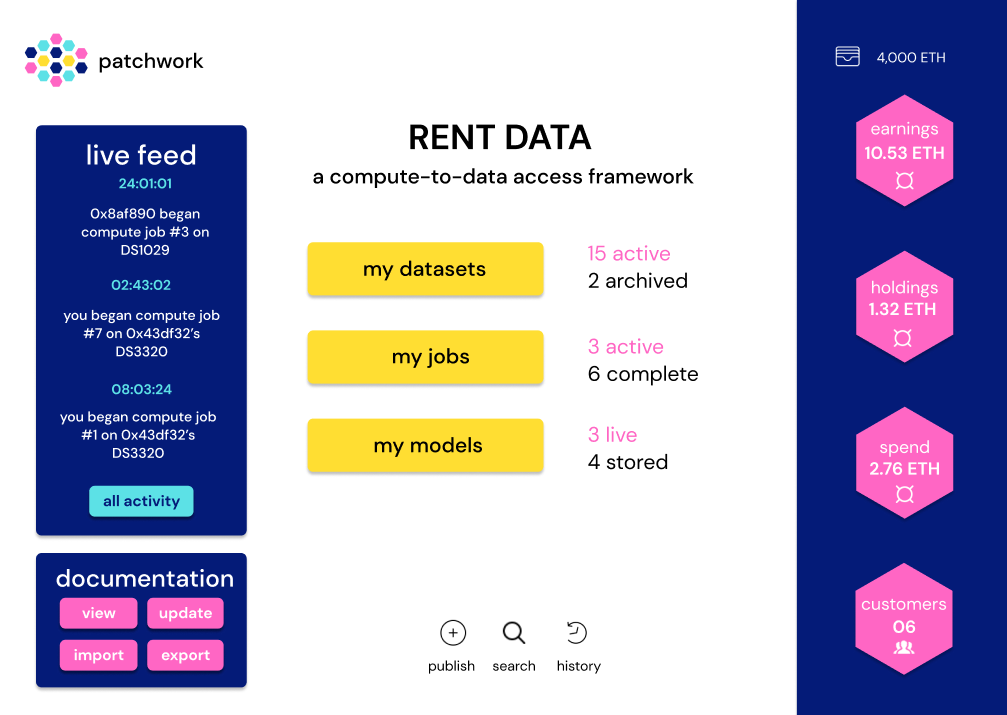 patchwork
live feed
24:01:01
0x8af890 began
compute job #3 on
DS1029
02:43:02
you began compute job
#7 on 0x43df32’s
DS3320
08:03:24
you began compute job
#1 on 0x43df32’s
DS3320
all activity
documentation
view
update
import
export
RENT DATA
a compute-to-data access framework
my datasets
15 active
2 archived
my jobs
3 active
6 complete
my models
3 live
4 stored
publish
search
history
4,000 ETH
earnings
10.53 ETH
holdings
1.32 ETH
spend
2.76 ETH
customers
06